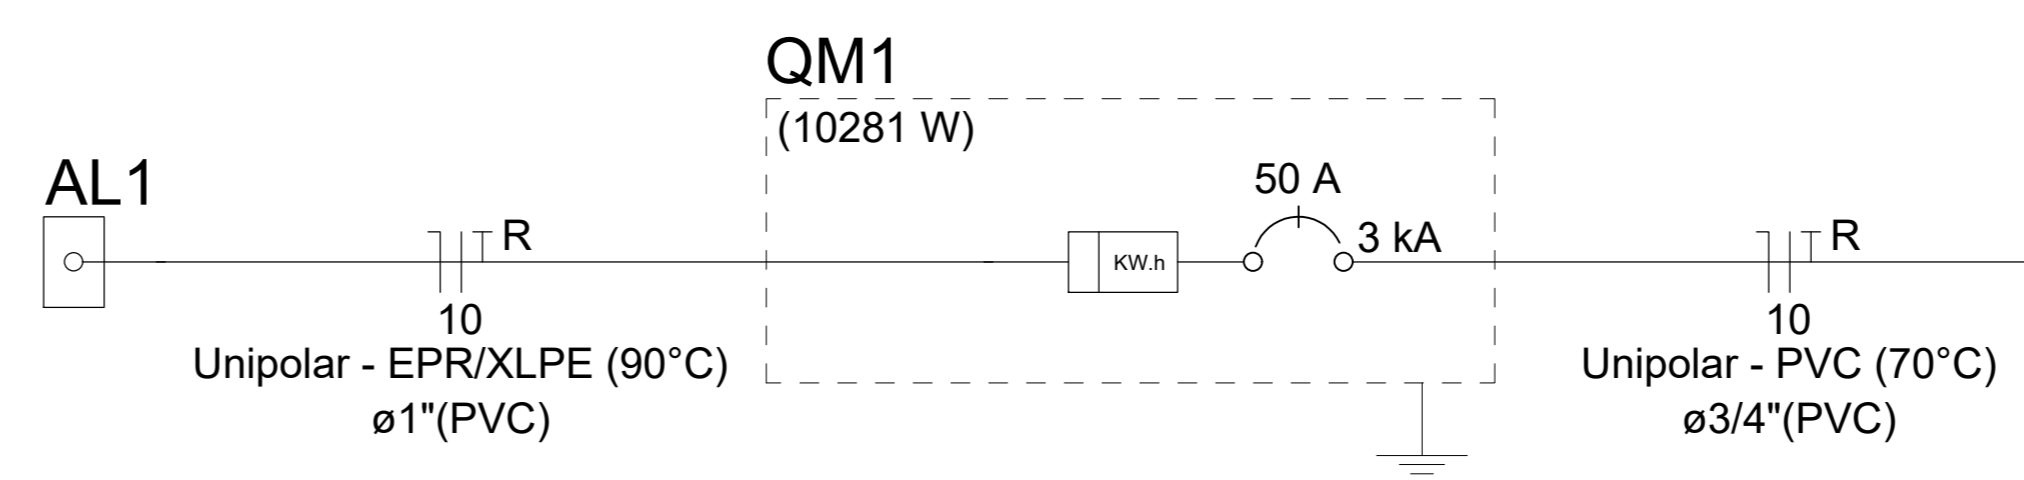 QM1
(10281 W)
AL1
50 A
R
KW.h
3 kA
R
10
Unipolar - EPR/XLPE (90°C)
ø1"(PVC)
10
Unipolar - PVC (70°C)
ø3/4"(PVC)